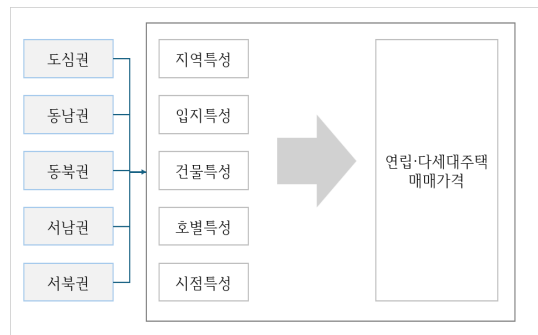 도심권
동남권
동북권
서남권
서북권
지역특성
입지특성
건물특성
호별특성
시점특성
연립·다세대주택
매매가격